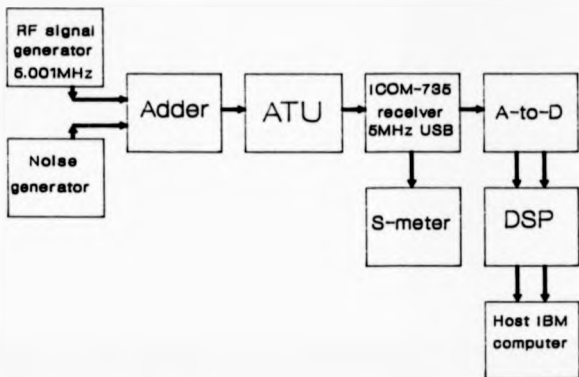 RF signal
generator
5.001MHz
Noise
generator
Adder
ATU
ICOM-735
receiver
5MHz USB
S-meter
A-to-D
DSP
Host IBM
computer